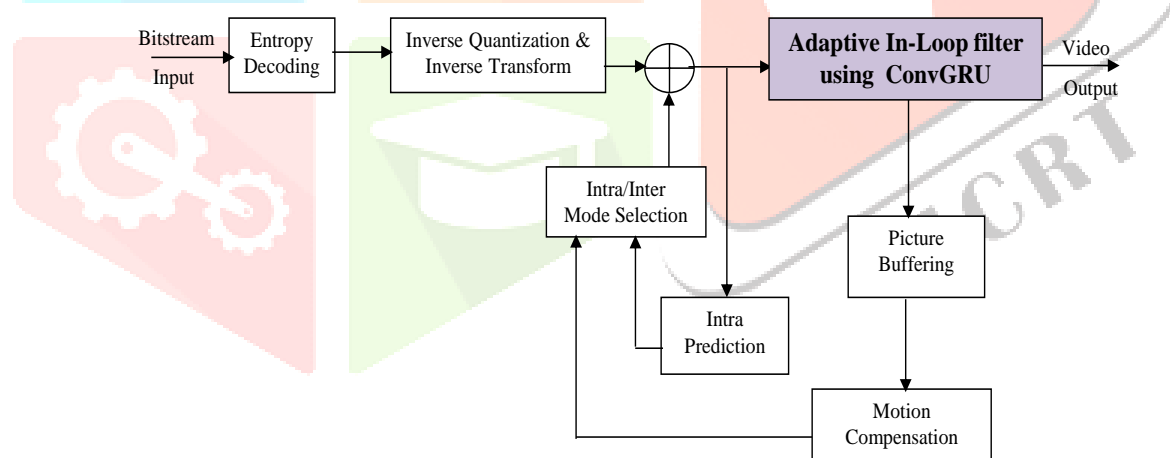 Bitstream
Input
Entropy
Decoding
Inverse Quantization &
Inverse Transform
Adaptive In-Loop filter
using ConvGRU
Video
Output
Intra/Inter
Mode Selection
Picture
Buffering
Intra
Prediction
Motion
Compensation